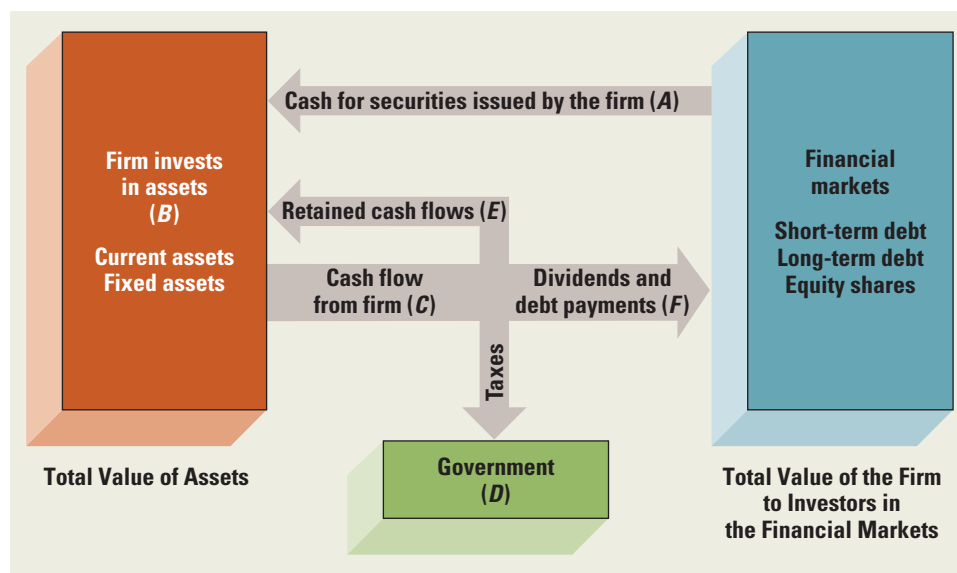 Cash for securities issued by the firm (A)
Firm invests
in assets
(B)
Current assets
Fixed assets
Financial
markets
Short-term debt
Long-term debt
Equity shares
Retained cash flows (E)
Cash flow
from firm (C)
Dividends and
debt payments (F)
Taxes
Government
(D)
Total Value of Assets
Total Value of the Firm
to Investors in
the Financial Markets